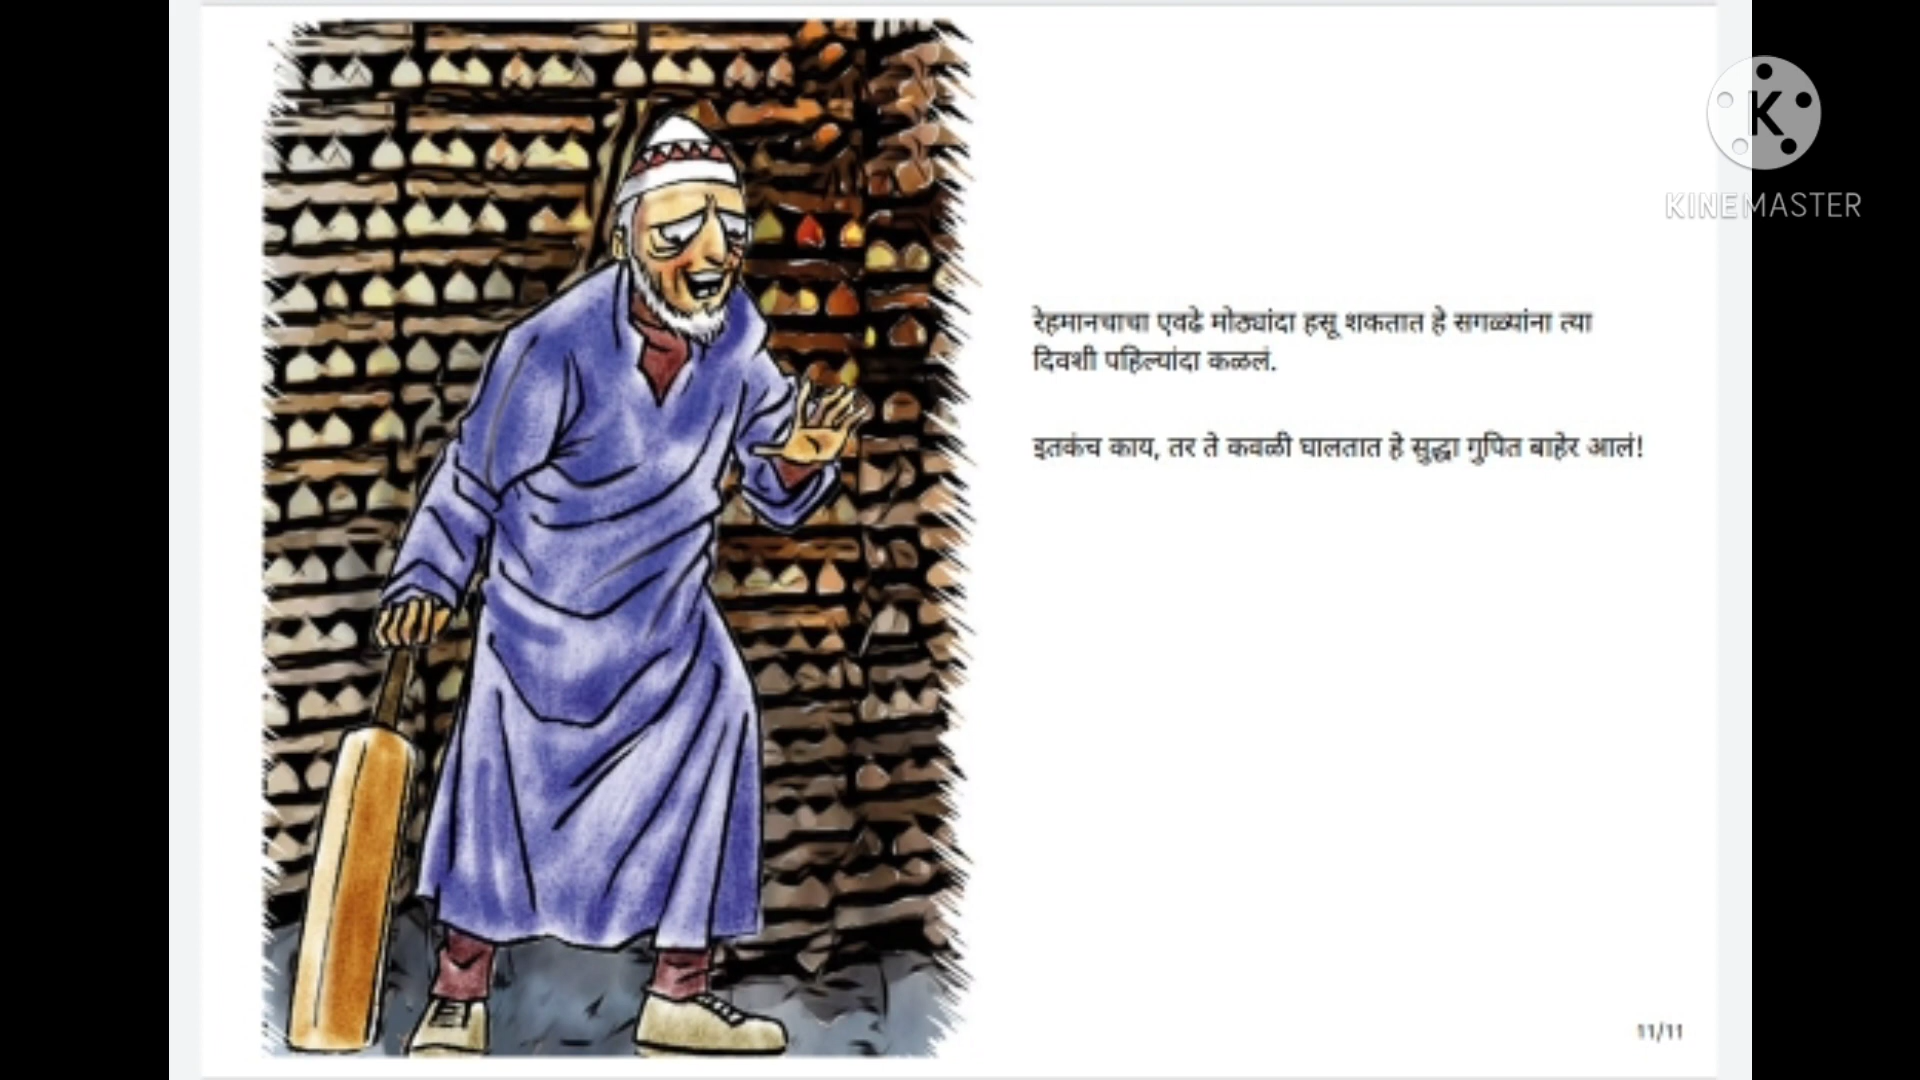 K
KINEMASTER
रेहमानचाचा एवढे मोठ्यांदा हसू शकतात हे सगळ्यांना त्या
दिवशी पहिल्यांदा कळलं.
इतकंच काय, तर ते कवळी घालतात हे सुद्धा गुपित बाहेर आलं!
11/11